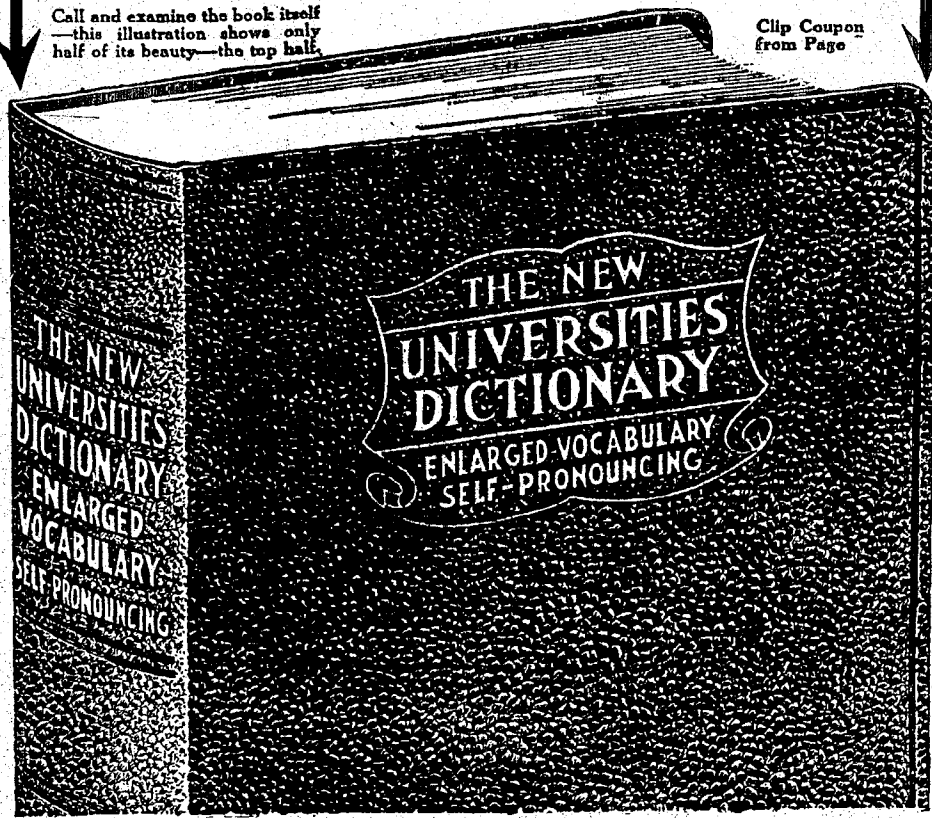 Call and examine the book itself
—this illustration shows only
half of its beauty—the top half.
Clip Coupon
from Page
THE NEW
UNIVERSITIES
DICTIONARY
ENLARGED VOCABULARY
SELF-PRONOUNCING
THE NEW
UNIVERSITIES
DICTIONARY
ENLARGED
VOCABULARY
SELF-PRONOUNCING